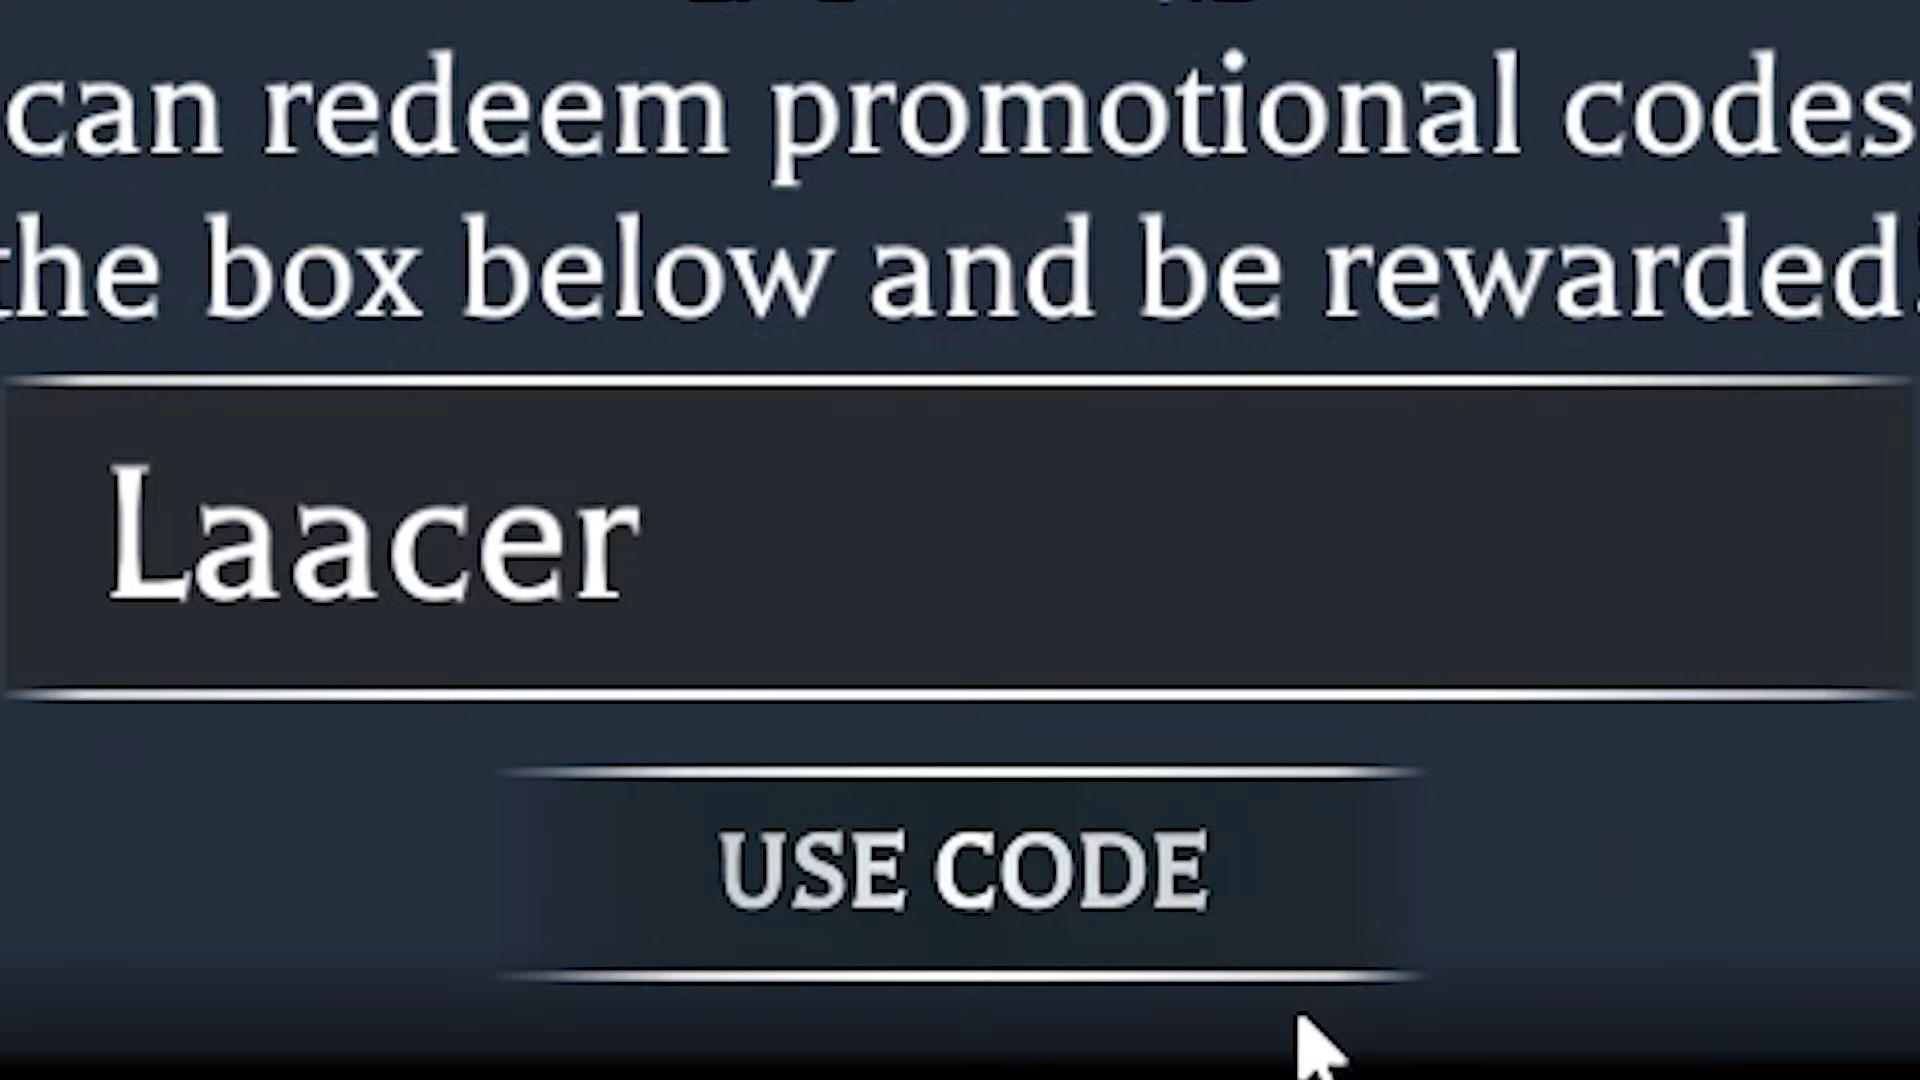 can redeem promotional codes
the box below and be rewarded!
Laacer
USE CODE